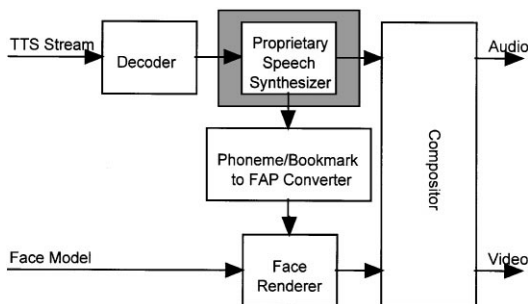 TTS Stream
Decoder
Proprietary
Speech
Synthesizer
Audio
Phoneme/Bookmark
to FAP Converter
Compositor
Face Model
Face
Renderer
Video